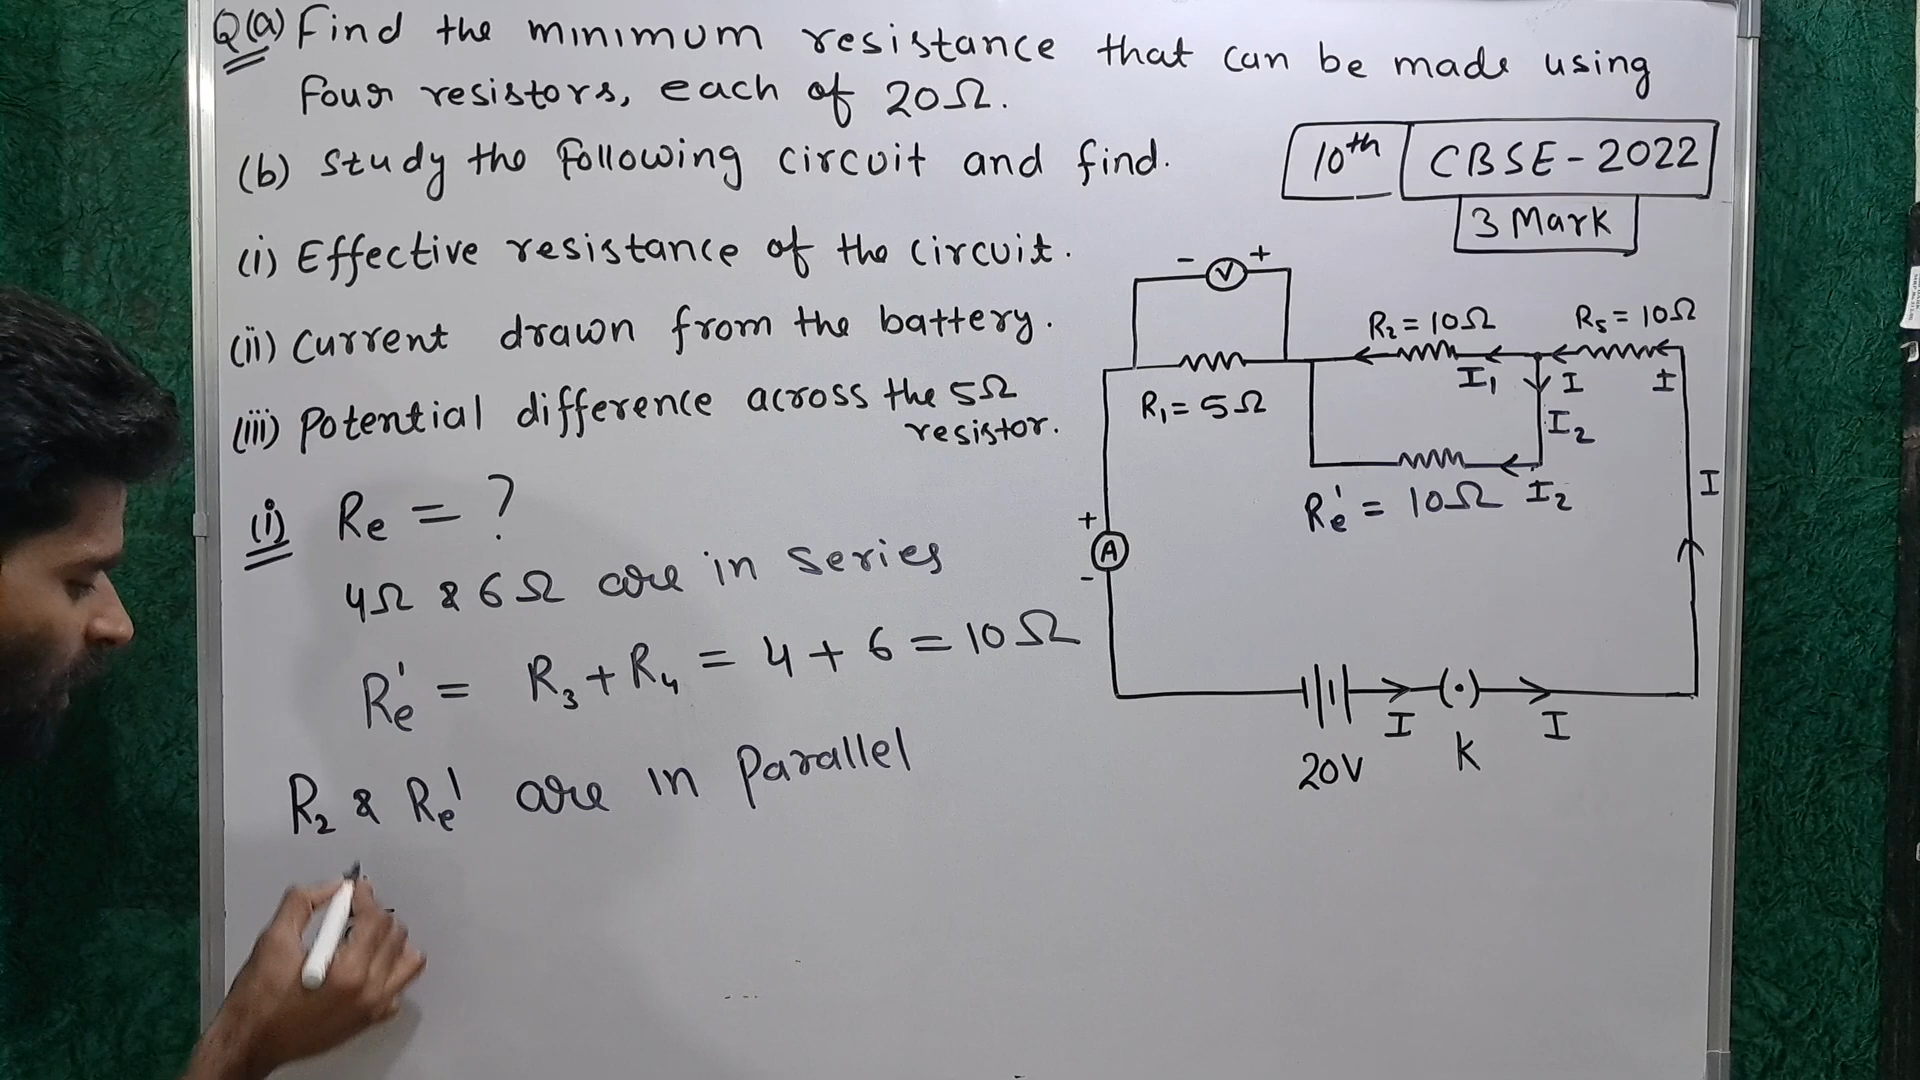 Q(a) Find the minimum resistance that can be made using
four resistors, each of 20Ω.
(b) Study the following circuit and find.
10th CBSE-2022
3 Mark
(i) Effective resistance of the circuit.
(ii) Current drawn from the battery.
(iii) Potential difference across the 5Ω
resistor.
(i) Re = ?
4Ω & 6Ω are in series
Re' = R3 + R4 = 4 + 6 = 10Ω
R2 & Re' are in Parallel
- V +
R2 = 10Ω R5 = 10Ω
I1 I I
R1 = 5Ω
I2
I
Re' = 10Ω I2
+
A
-
I I
20V K